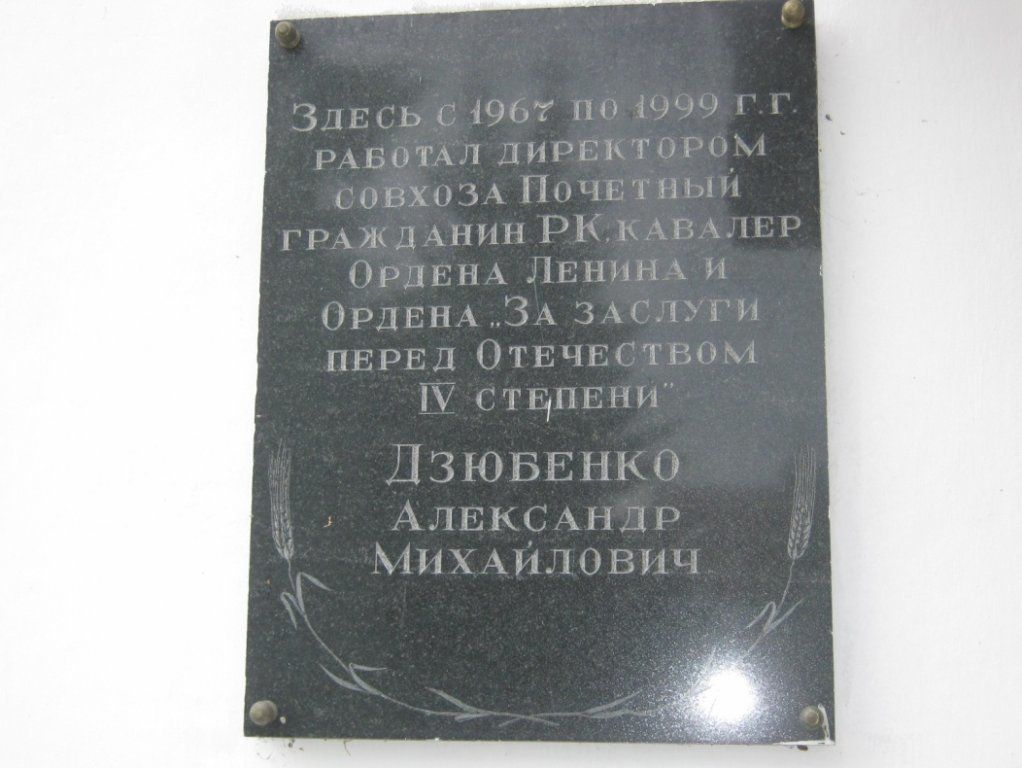 Здесь с 1967 по 1999 г.г.
работал директором
совхоза Почетный
гражданин РК, кавалер
Ордена Ленина и
Ордена „За заслуги
перед Отечеством
IV степени"
Дзюбенко
Александр
Михайлович